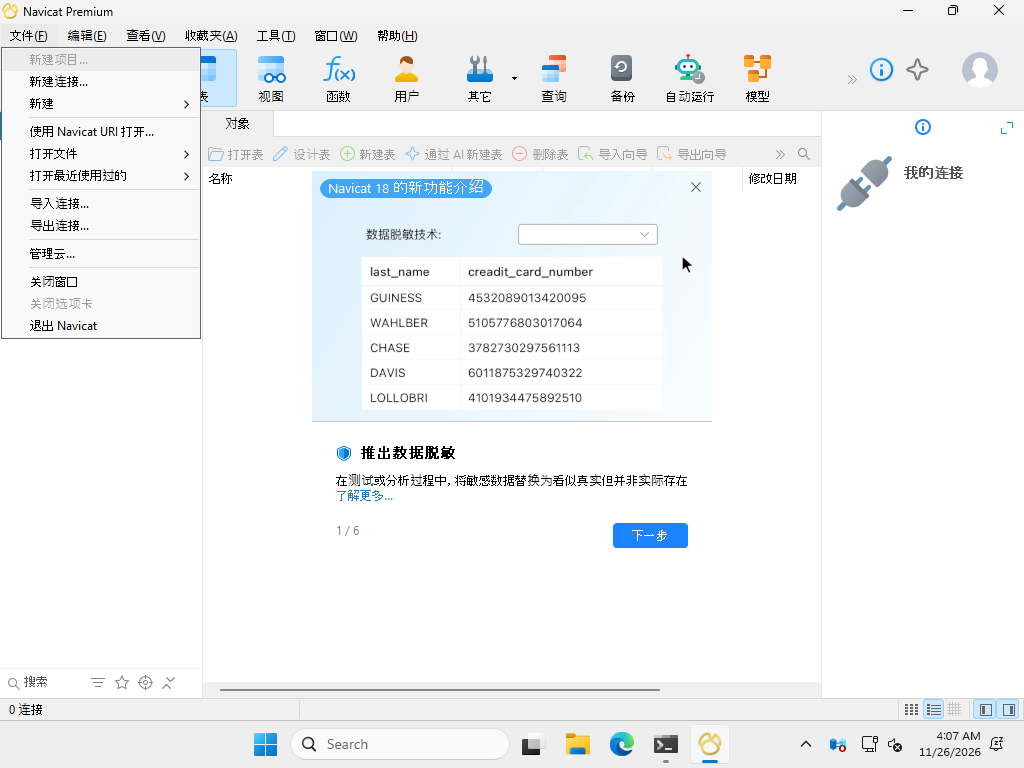 Navicat Premium
文件(F) 编辑(E) 查看(V) 收藏夹(A) 工具(T) 窗口(W) 帮助(H)
新建项目...
新建连接...
新建
使用 Navicat URI 打开...
打开文件
打开最近使用过的
导入连接...
导出连接...
管理云...
关闭窗口
关闭选项卡
退出 Navicat
表 视图 函数 用户 其它 查询 备份 自动运行 模型
对象
打开表 设计表 新建表 通过 AI 新建表 删除表 导入向导 导出向导
名称 修改日期
Navicat 18 的新功能介绍
数据脱敏技术:
last_name creadit_card_number
GUINESS 4532089013420095
WAHLBER 5105776803017064
CHASE 3782730297561113
DAVIS 6011875329740322
LOLLOBRI 4101934475892510
推出数据脱敏
在测试或分析过程中, 将敏感数据替换为看似真实但并非实际存在
了解更多...
1 / 6
下一步
我的连接
搜索
0 连接
Search
4:07 AM
11/26/2026